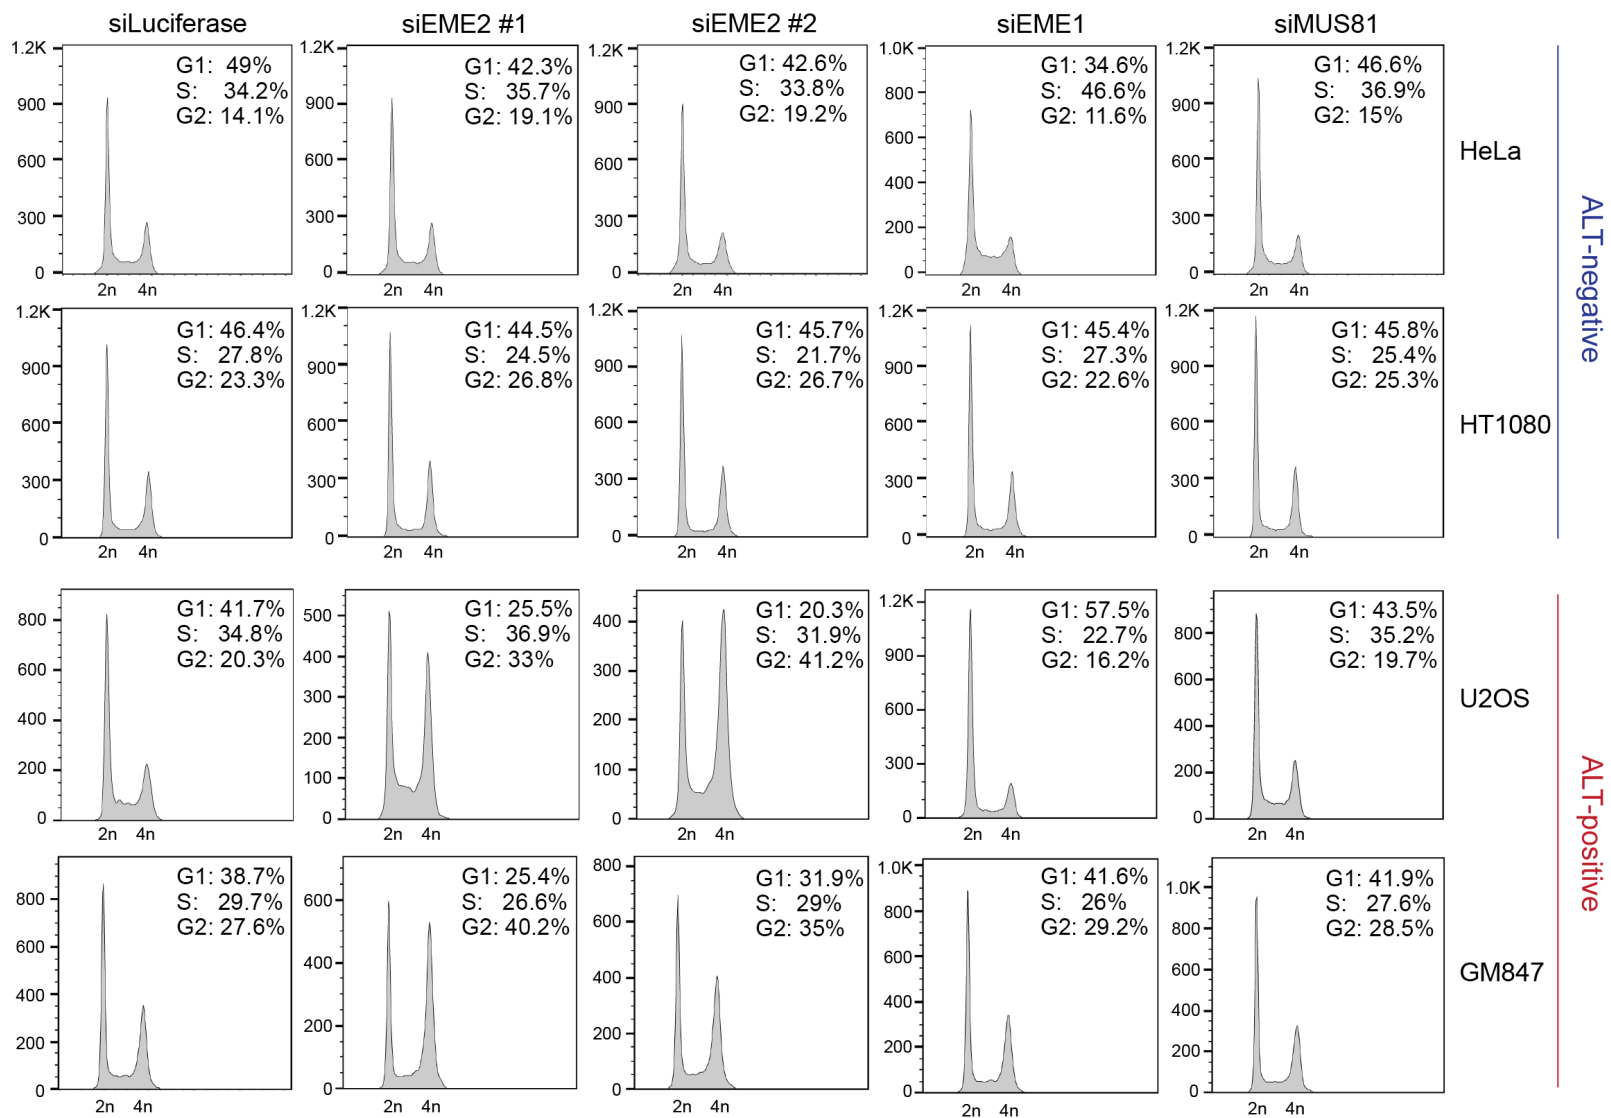 siLuciferase
siEME2 #1
siEME2 #2
siEME1
siMUS81
1.2K
900
600
300
0
2n 4n
G1: 49%
S: 34.2%
G2: 14.1%
1.2K
900
600
300
0
2n 4n
G1: 42.3%
S: 35.7%
G2: 19.1%
1.2K
900
600
300
0
2n 4n
G1: 42.6%
S: 33.8%
G2: 19.2%
1.0K
800
600
400
200
0
2n 4n
G1: 34.6%
S: 46.6%
G2: 11.6%
1.2K
900
600
300
0
2n 4n
G1: 46.6%
S: 36.9%
G2: 15%
HeLa
1.2K
900
600
300
0
2n 4n
G1: 46.4%
S: 27.8%
G2: 23.3%
1.2K
900
600
300
0
2n 4n
G1: 44.5%
S: 24.5%
G2: 26.8%
1.2K
900
600
300
0
2n 4n
G1: 45.7%
S: 21.7%
G2: 26.7%
1.2K
900
600
300
0
2n 4n
G1: 45.4%
S: 27.3%
G2: 22.6%
1.2K
900
600
300
0
2n 4n
G1: 45.8%
S: 25.4%
G2: 25.3%
HT1080
ALT-negative
800
600
400
200
0
2n 4n
G1: 41.7%
S: 34.8%
G2: 20.3%
500
400
300
200
100
0
2n 4n
G1: 25.5%
S: 36.9%
G2: 33%
400
300
200
100
0
2n 4n
G1: 20.3%
S: 31.9%
G2: 41.2%
1.2K
900
600
300
0
2n 4n
G1: 57.5%
S: 22.7%
G2: 16.2%
800
600
400
200
0
2n 4n
G1: 43.5%
S: 35.2%
G2: 19.7%
U2OS
800
600
400
200
0
2n 4n
G1: 38.7%
S: 29.7%
G2: 27.6%
600
400
200
0
2n 4n
G1: 25.4%
S: 26.6%
G2: 40.2%
800
600
400
200
0
2n 4n
G1: 31.9%
S: 29%
G2: 35%
1.0K
800
600
400
200
0
2n 4n
G1: 41.6%
S: 26%
G2: 29.2%
1.0K
800
600
400
200
0
2n 4n
G1: 41.9%
S: 27.6%
G2: 28.5%
GM847
ALT-positive